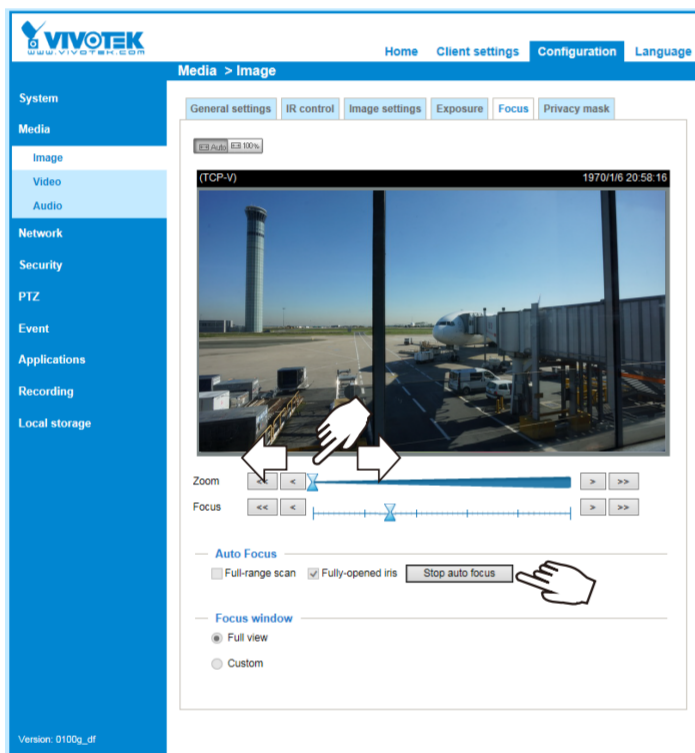 VIVOTEK
www.vivotek.com
Home Client settings Configuration Language
Media > Image
System
Media
Image
Video
Audio
Network
Security
PTZ
Event
Applications
Recording
Local storage
Version: 0100g_df
General settings IR control Image settings Exposure Focus Privacy mask
Auto 100%
(TCP-V) 1970/1/6 20:58:16
Zoom << < > >>
Focus << < > >>
Auto Focus
Full-range scan Fully-opened iris Stop auto focus
Focus window
Full view
Custom